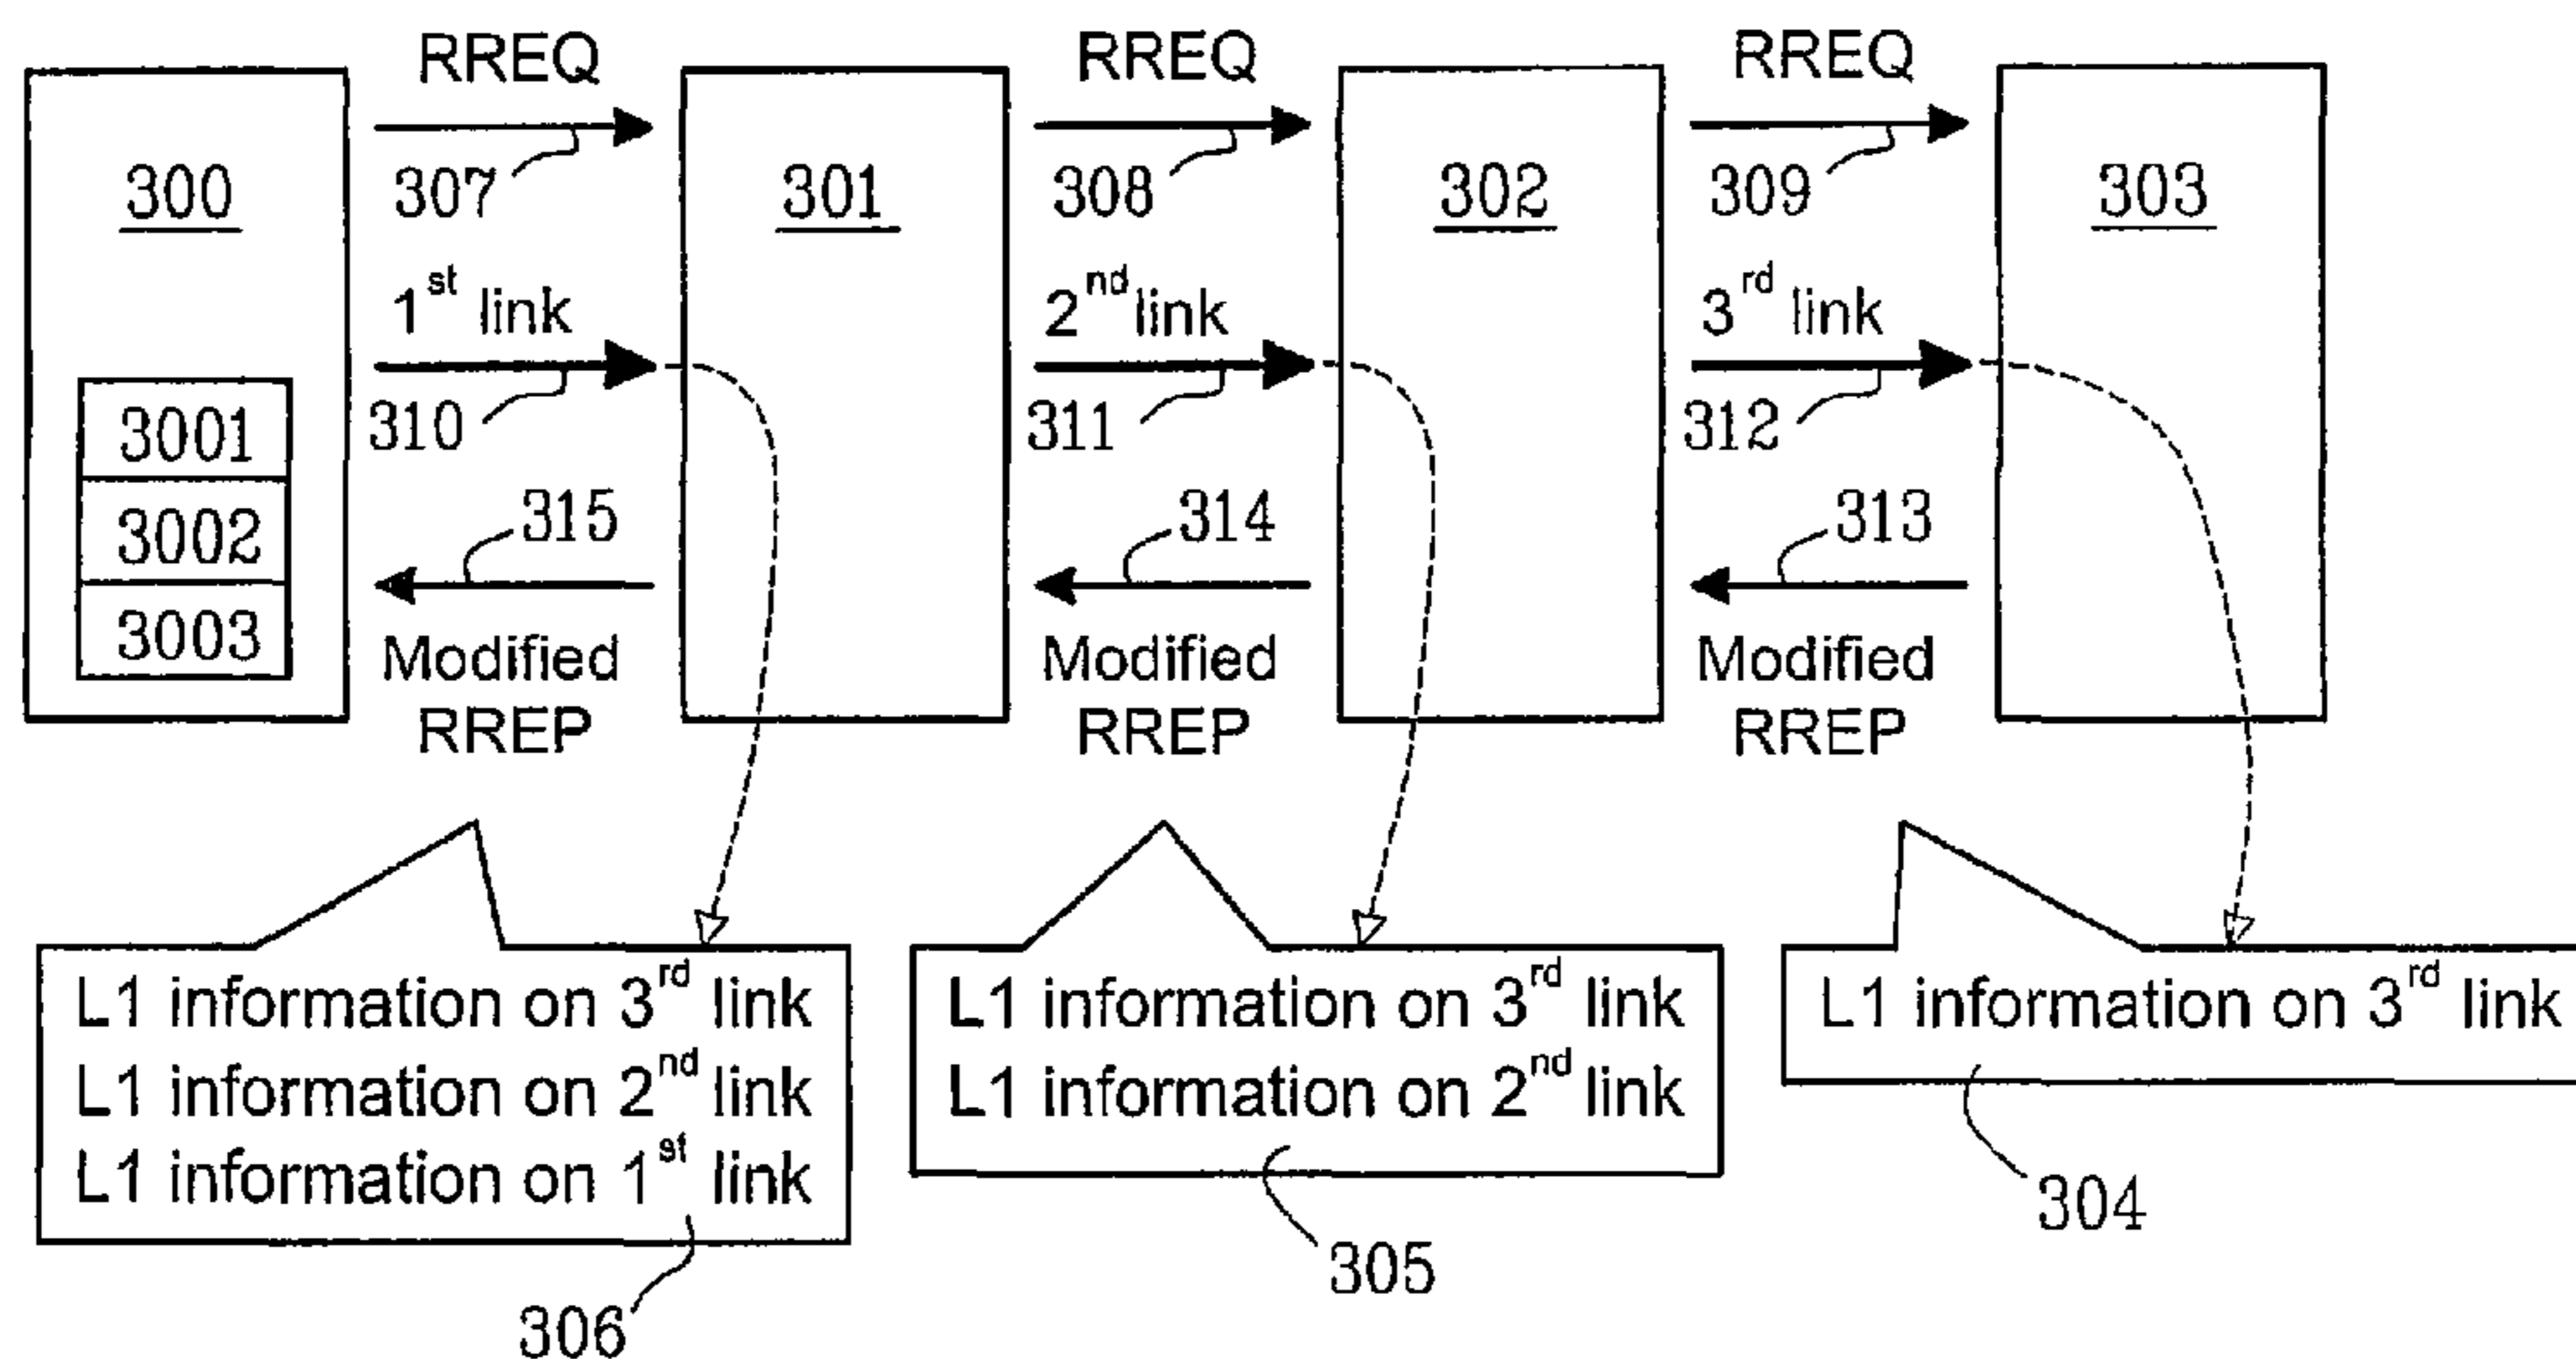 RREQ RREQ RREQ
300 307 301 308 302 309 303
1st link 2nd link 3rd link
310 311 312
3001
3002
3003
315 314 313
Modified RREP Modified RREP Modified RREP
L1 information on 3rd link
L1 information on 2nd link
L1 information on 1st link
306
L1 information on 3rd link
L1 information on 2nd link
305
L1 information on 3rd link
304